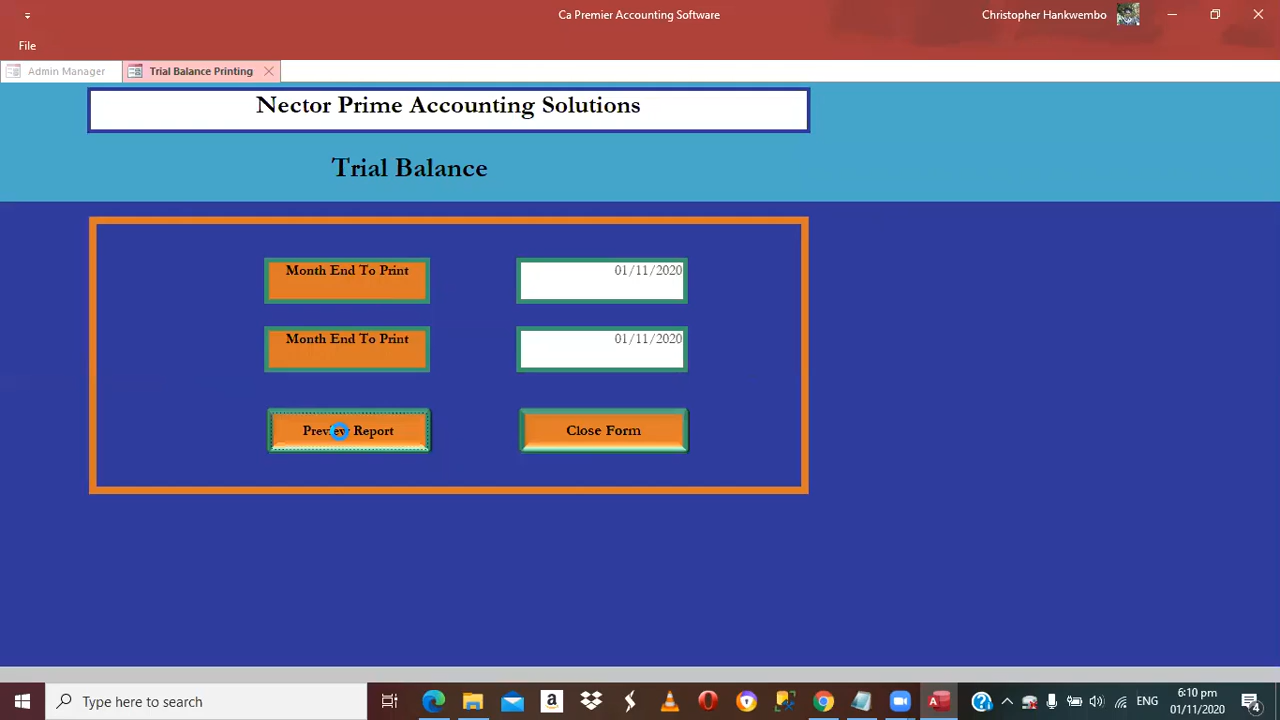 Ca Premier Accounting Software
Christopher Hankwembo
File
Admin Manager
Trial Balance Printing
Nector Prime Accounting Solutions
Trial Balance
Month End To Print
01/11/2020
Month End To Print
01/11/2020
Preview Report
Close Form
Type here to search
ENG
6:10 pm
01/11/2020
4